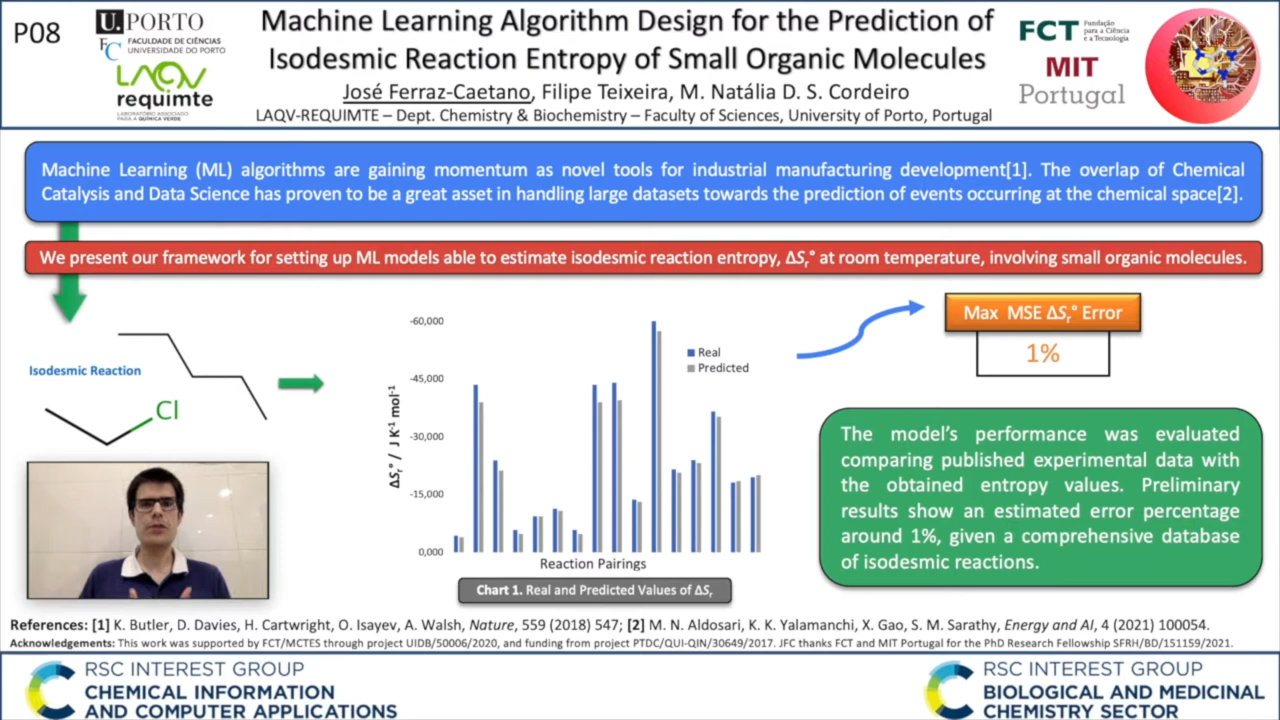 P08
U.PORTO
FC FACULDADE DE CIÊNCIAS
UNIVERSIDADE DO PORTO
LAQV
requimte
LABORATÓRIO ASSOCIADO
PARA A QUÍMICA VERDE
Machine Learning Algorithm Design for the Prediction of
Isodesmic Reaction Entropy of Small Organic Molecules
José Ferraz-Caetano, Filipe Teixeira, M. Natália D. S. Cordeiro
LAQV-REQUIMTE – Dept. Chemistry & Biochemistry – Faculty of Sciences, University of Porto, Portugal
FCT Fundação
para a Ciência
e a Tecnologia
MIT
Portugal
Machine Learning (ML) algorithms are gaining momentum as novel tools for industrial manufacturing development[1]. The overlap of Chemical
Catalysis and Data Science has proven to be a great asset in handling large datasets towards the prediction of events occurring at the chemical space[2].
We present our framework for setting up ML models able to estimate isodesmic reaction entropy, ΔSr° at room temperature, involving small organic molecules.
Isodesmic Reaction
Cl
ΔSr° / J K-1 mol-1
-60,000
-45,000
-30,000
-15,000
0,000
Real
Predicted
Reaction Pairings
Chart 1. Real and Predicted Values of ΔSr
Max MSE ΔSr° Error
1%
The model's performance was evaluated
comparing published experimental data with
the obtained entropy values. Preliminary
results show an estimated error percentage
around 1%, given a comprehensive database
of isodesmic reactions.
References: [1] K. Butler, D. Davies, H. Cartwright, O. Isayev, A. Walsh, Nature, 559 (2018) 547; [2] M. N. Aldosari, K. K. Yalamanchi, X. Gao, S. M. Sarathy, Energy and AI, 4 (2021) 100054.
Acknowledgements: This work was supported by FCT/MCTES through project UIDB/50006/2020, and funding from project PTDC/QUI-QIN/30649/2017. JFC thanks FCT and MIT Portugal for the PhD Research Fellowship SFRH/BD/151159/2021.
RSC INTEREST GROUP
CHEMICAL INFORMATION
AND COMPUTER APPLICATIONS
RSC INTEREST GROUP
BIOLOGICAL AND MEDICINAL
CHEMISTRY SECTOR